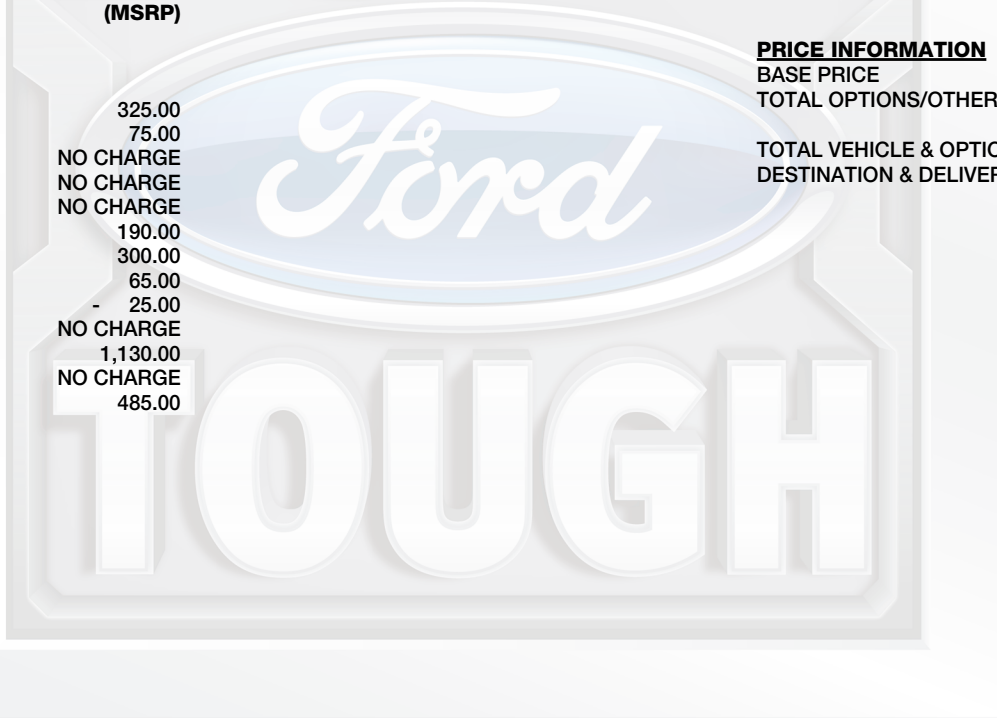 (MSRP)
325.00
75.00
NO CHARGE
NO CHARGE
NO CHARGE
190.00
300.00
65.00
- 25.00
NO CHARGE
1,130.00
NO CHARGE
485.00
PRICE INFORMATION
BASE PRICE
TOTAL OPTIONS/OTHER
TOTAL VEHICLE & OPTIO
DESTINATION & DELIVER
Ford
TOUGH